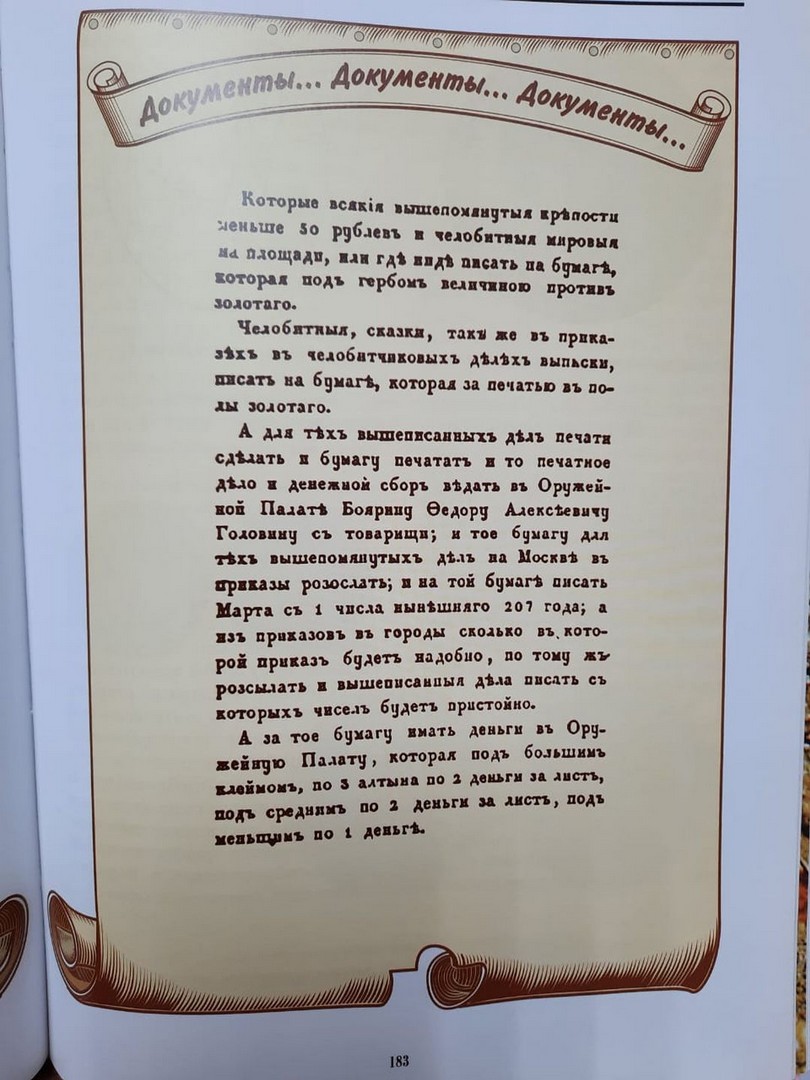 Документы... Документы... Документы...
Которые всякія вышепомянутыя крѣпости
меньше 50 рублевъ и челобитныя мировыя
на площади, или гдѣ индѣ писать на бумагѣ,
которая подъ гербомъ величиною противъ
золотаго.
Челобитныя, сказки, такъ же въ прика-
зѣхъ въ челобитчиковыхъ дѣлѣхъ выписки,
писать на бумагѣ, которая за печатью въ по-
лы золотаго.
А для тѣхъ вышеписанныхъ дѣлъ печати
сдѣлать и бумагу печатать и то печатное
дѣло и денежной сборъ вѣдать въ Оружей-
ной Палатѣ Боярину Ѳедору Алексѣевичу
Головину съ товарищи; и тое бумагу для
тѣхъ вышепомянутыхъ дѣлъ на Москвѣ въ
приказы розослать; и на той бумагѣ писать
Марта съ 1 числа нынѣшняго 207 года; а
изъ приказовъ въ городы сколько въ кото-
рой приказъ будетъ надобно, по тому жъ
розсылать и вышеписанныя дѣла писать съ
которыхъ чиселъ будетъ пристойно.
А за тое бумагу имать деньги въ Ору-
жейную Палату, которая подъ большимъ
клеймомъ, по 3 алтына по 2 деньги за листъ,
подъ среднимъ по 2 деньги за листъ, подъ
меньшимъ по 1 деньгѣ.
183